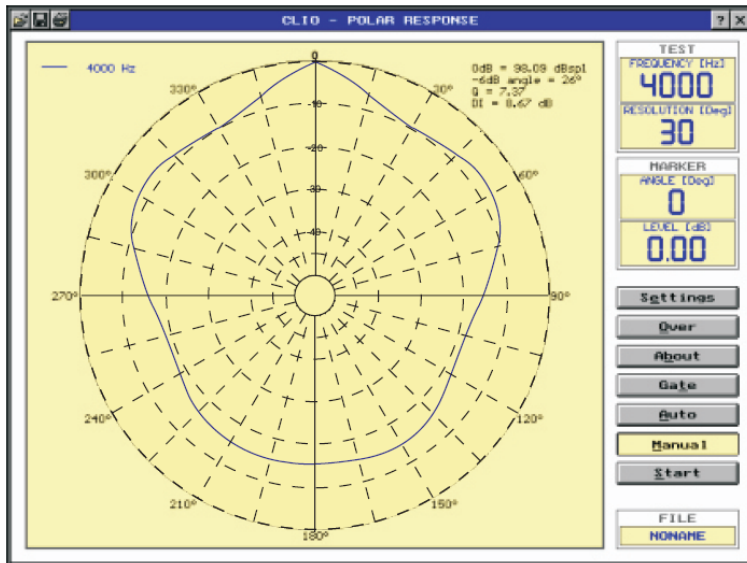 CLIO - POLAR RESPONSE
? X
4000 Hz
0dB = 98.09 dBspl
-6dB angle = 26°
Q = 7.37
DI = 8.67 dB
0
330°
30°
-10
-20
300°
60°
-30
-40
270°
90°
240°
120°
210°
150°
180°
TEST
FREQUENCY [Hz]
4000
RESOLUTION [Deg]
30
MARKER
ANGLE [Deg]
0
LEVEL [dB]
0.00
Settings
Over
About
Gate
Auto
Manual
Start
FILE
NONAME